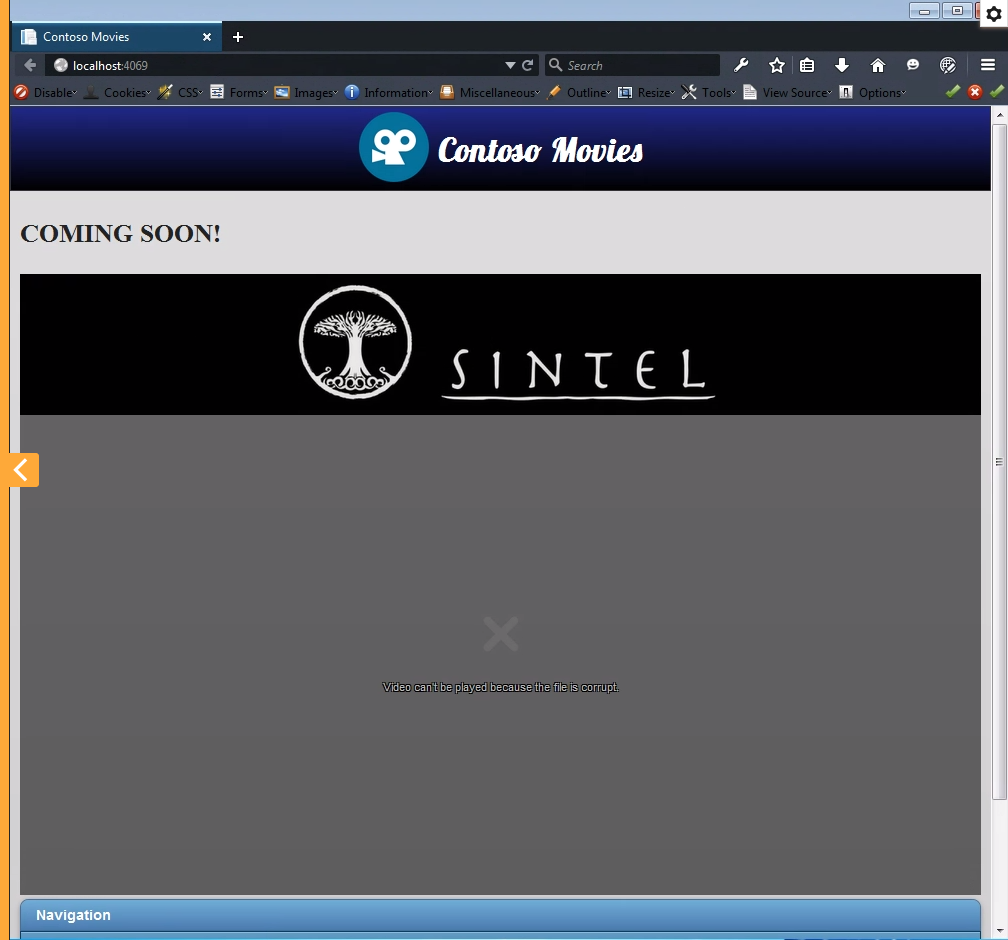 Contoso Movies
localhost:4069
Search
Disable Cookies CSS Forms Images Information Miscellaneous Outline Resize Tools View Source Options
Contoso Movies
COMING SOON!
SINTEL
Video can't be played because the file is corrupt.
Navigation